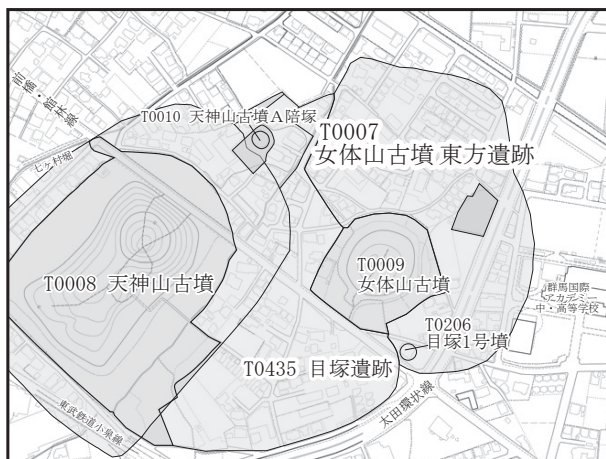 前橋・館林線
七ヶ村堀
T0010 天神山古墳A陪塚
T0007
女体山古墳 東方遺跡
T0008 天神山古墳
T0009
女体山古墳
群馬国際
アカデミー
中・高等学校
T0206
目塚1号墳
T0435 目塚遺跡
太田環状線
東武鉄道小泉線